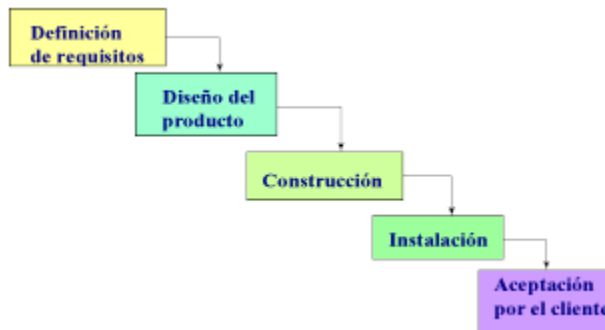 Definición
de requisitos
Diseño del
producto
Construcción
Instalación
Aceptación
por el cliente